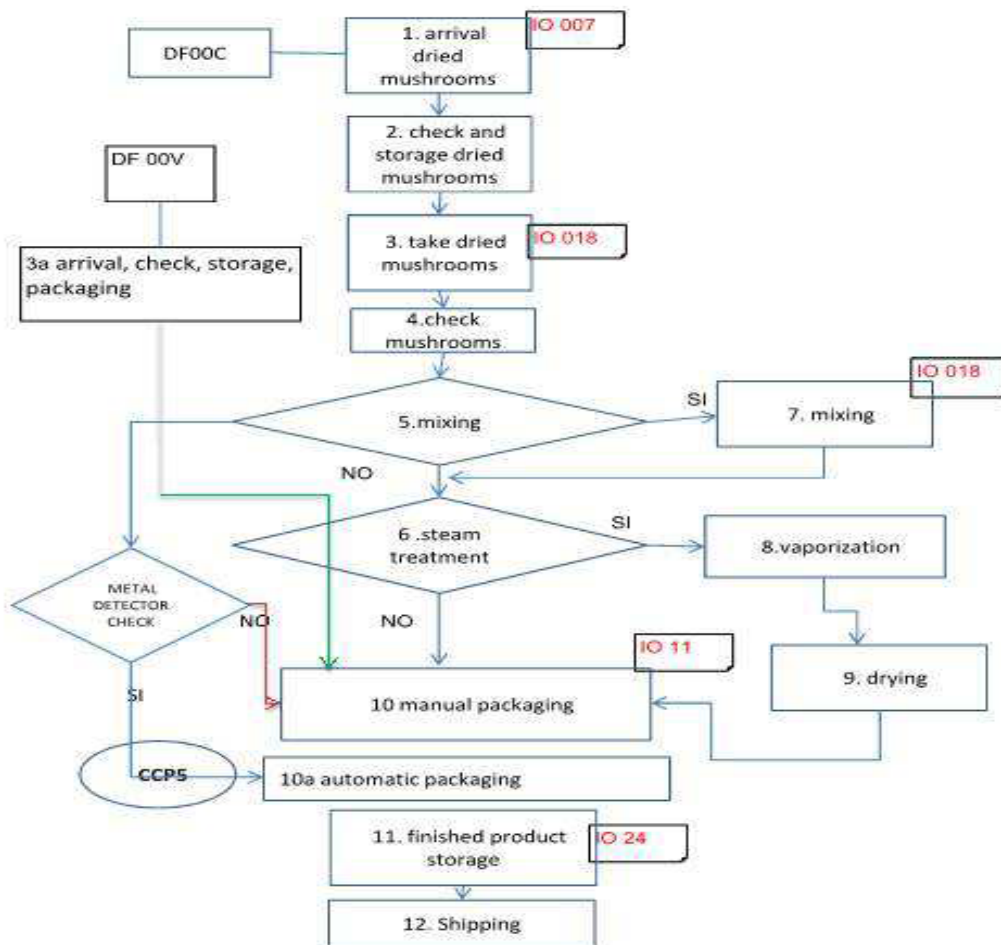 IO 007
DF00C
1. arrival
dried
mushrooms
2. check and
storage dried
mushrooms
DF 00V
3. take dried
mushrooms
IO 018
3a arrival, check, storage,
packaging
4.check
mushrooms
IO 018
5.mixing
SI
7. mixing
NO
6 .steam
treatment
SI
8.vaporization
METAL
DETECTOR
CHECK
NO
NO
IO 11
9. drying
SI
10 manual packaging
CCP5
10a automatic packaging
11. finished product
storage
IO 24
12. Shipping